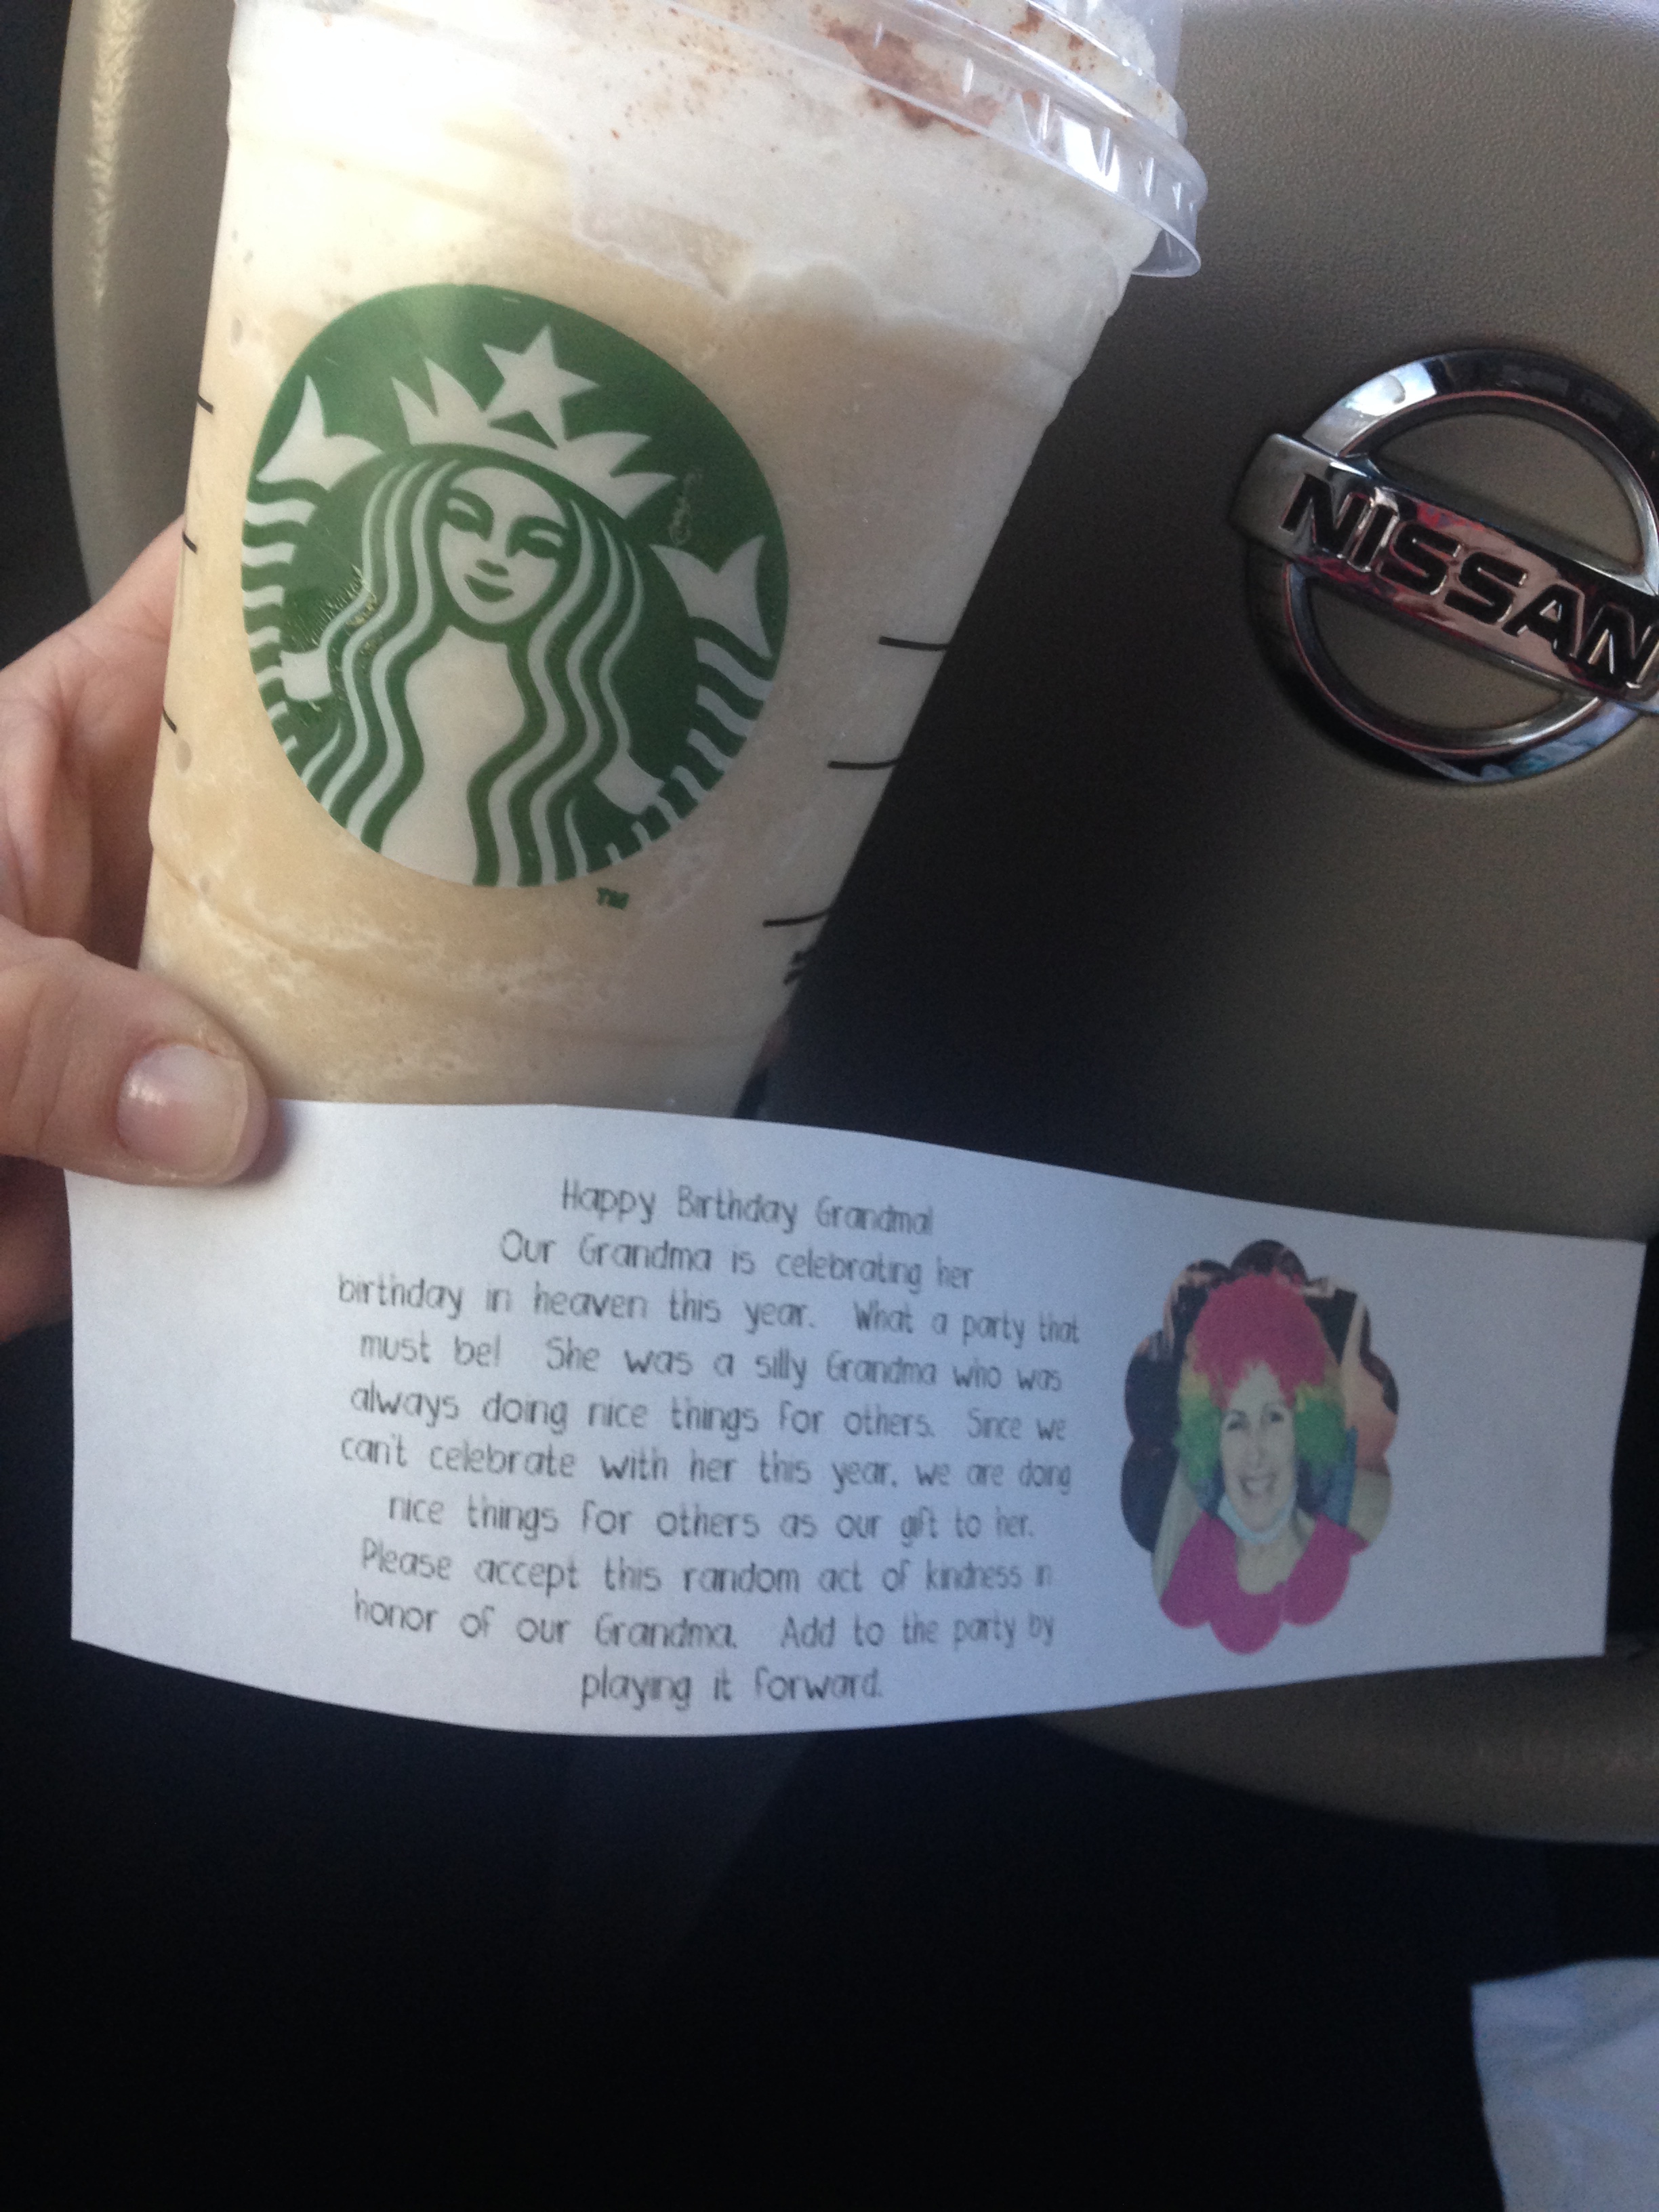 TM
NISSAN
Happy Birthday Grandma!
Our Grandma is celebrating her
birthday in heaven this year. What a party that
must be! She was a silly Grandma who was
always doing nice things for others. Since we
can't celebrate with her this year, we are doing
nice things for others as our gift to her.
Please accept this random act of kindness in
honor of our Grandma. Add to the party by
playing it forward.